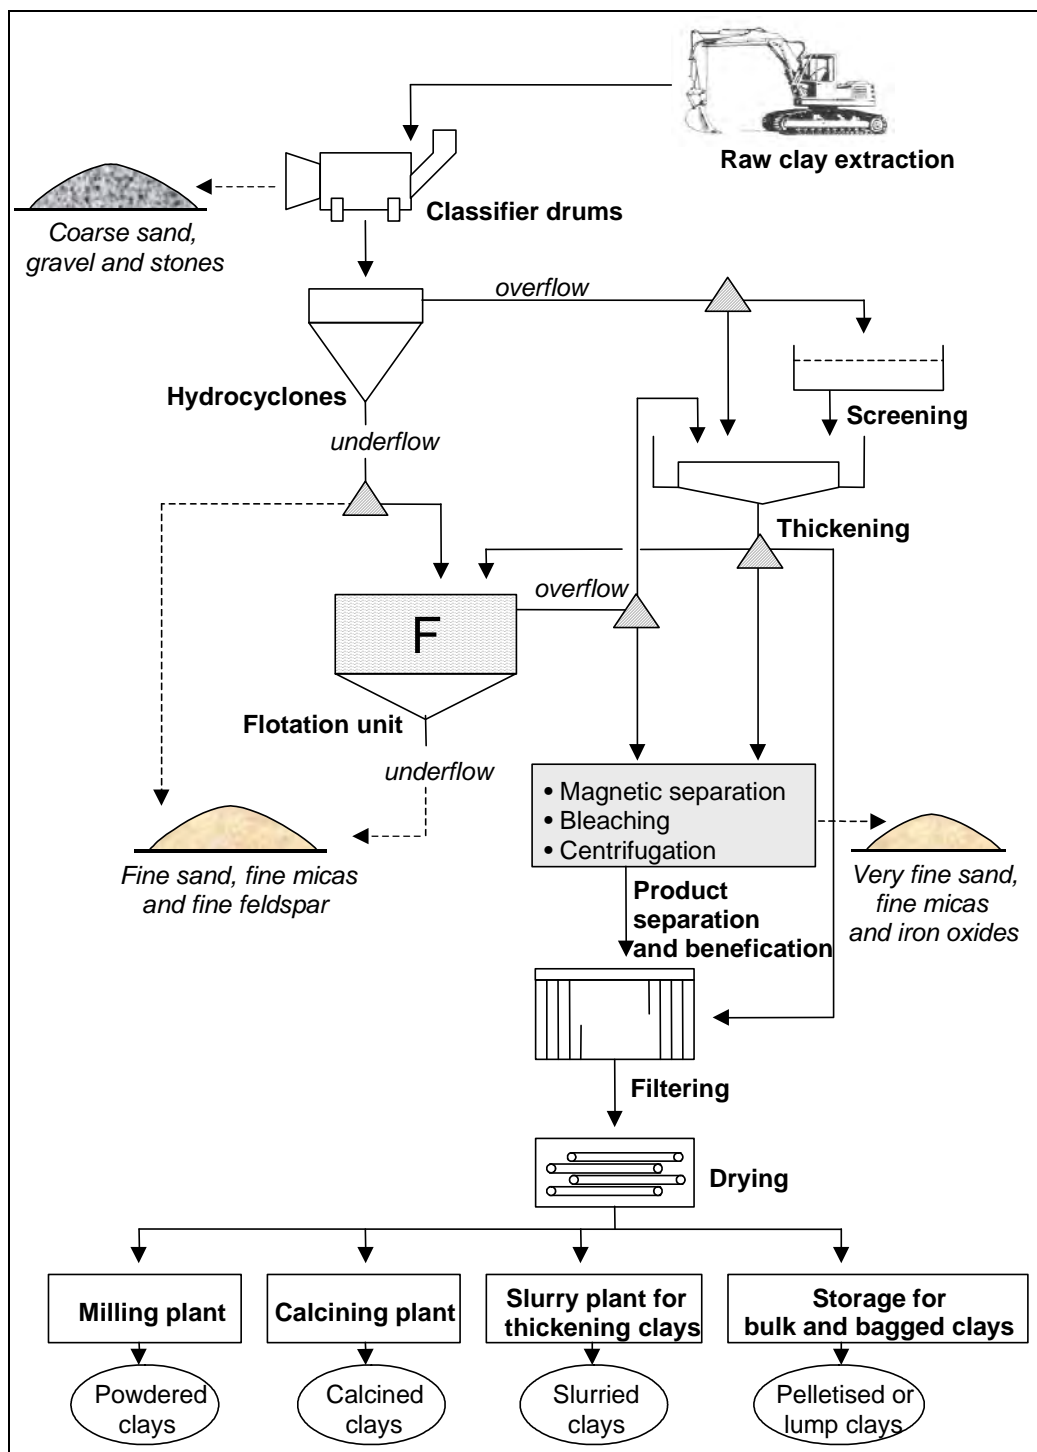 Raw clay extraction
Classifier drums
Coarse sand,
gravel and stones
overflow
Hydrocyclones
underflow
Screening
Thickening
overflow
F
Flotation unit
underflow
• Magnetic separation
• Bleaching
• Centrifugation
Fine sand, fine micas
and fine feldspar
Very fine sand,
fine micas
and iron oxides
Product
separation
and benefication
Filtering
Drying
Milling plant
Calcining plant
Slurry plant for
thickening clays
Storage for
bulk and bagged clays
Powdered
clays
Calcined
clays
Slurried
clays
Pelletised or
lump clays